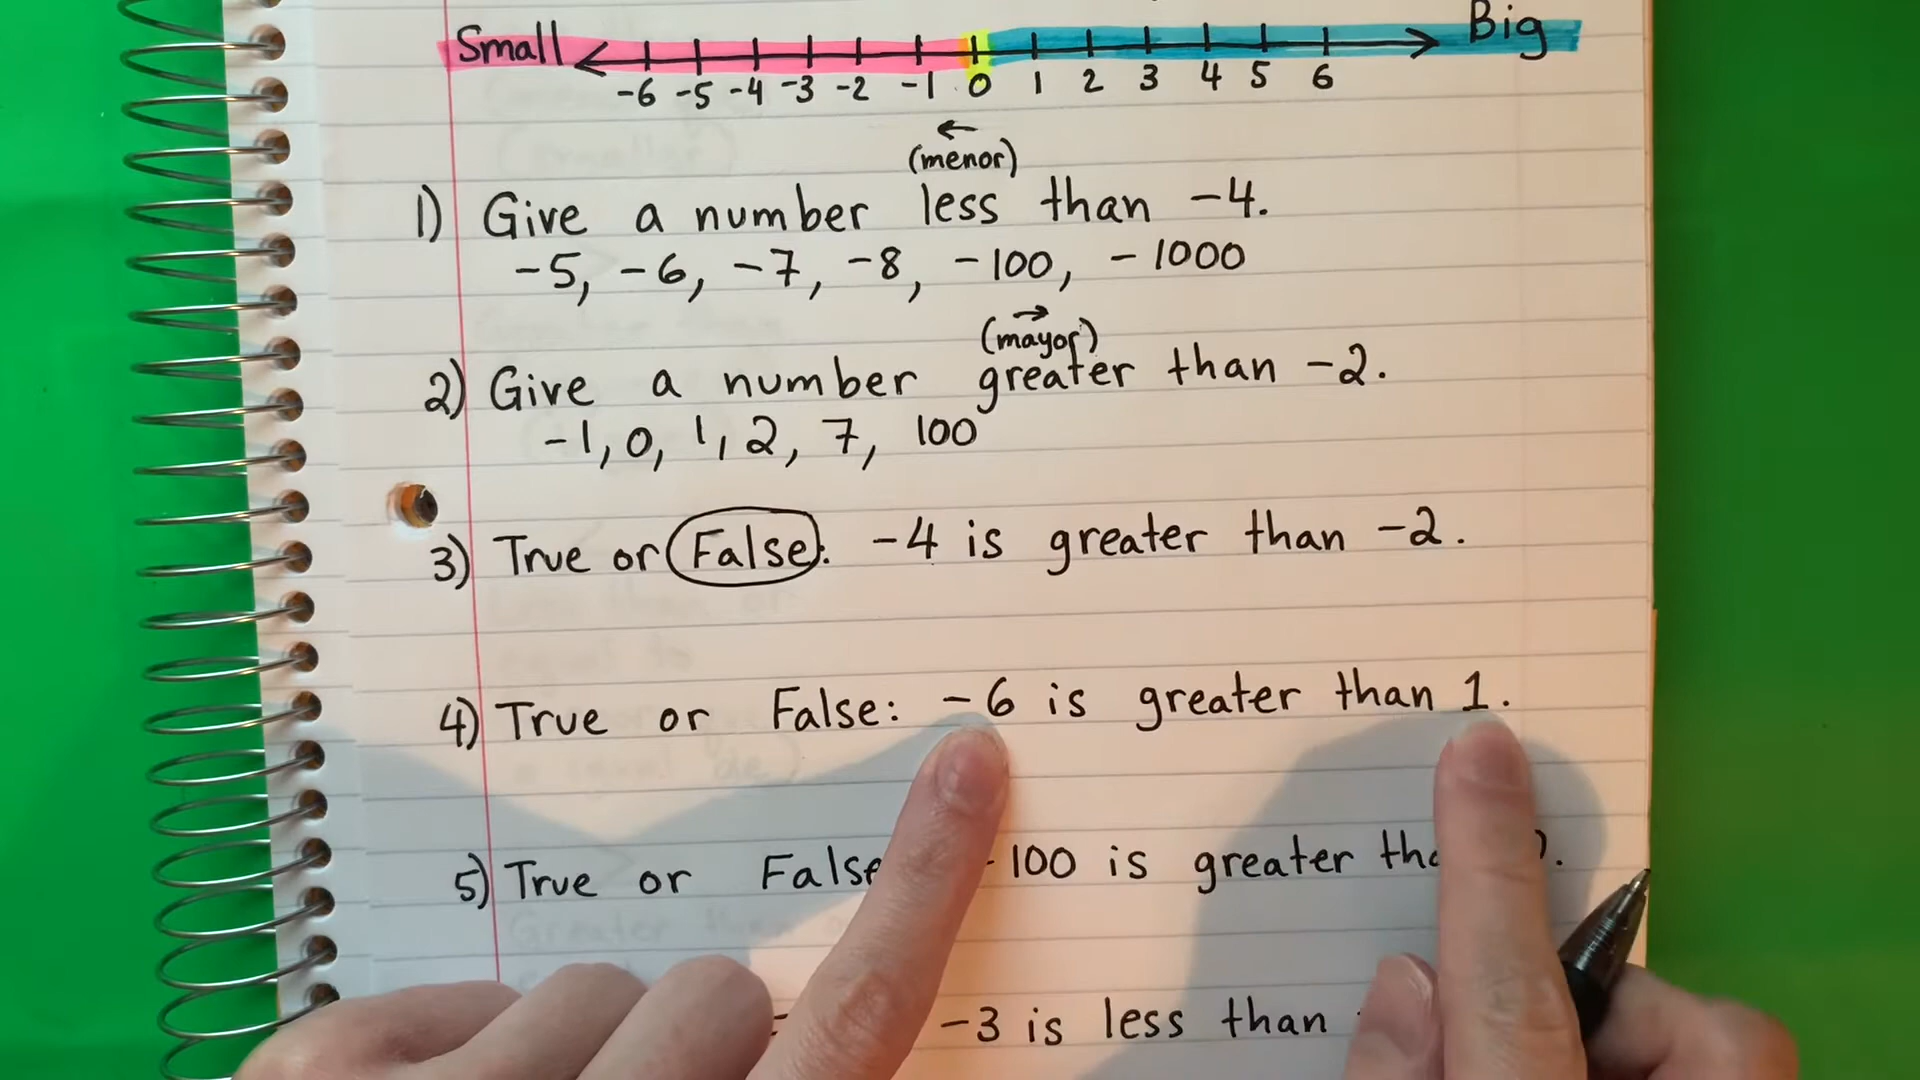 Small Big
-6 -5 -4 -3 -2 -1 0 1 2 3 4 5 6
←
(menor)
1) Give a number less than -4.
-5, -6, -7, -8, -100, -1000
→
(mayor)
2) Give a number greater than -2.
-1, 0, 1, 2, 7, 100
3) True or False: -4 is greater than -2.
4) True or False: -6 is greater than 1.
5) True or 100 is greater
-3 is less than